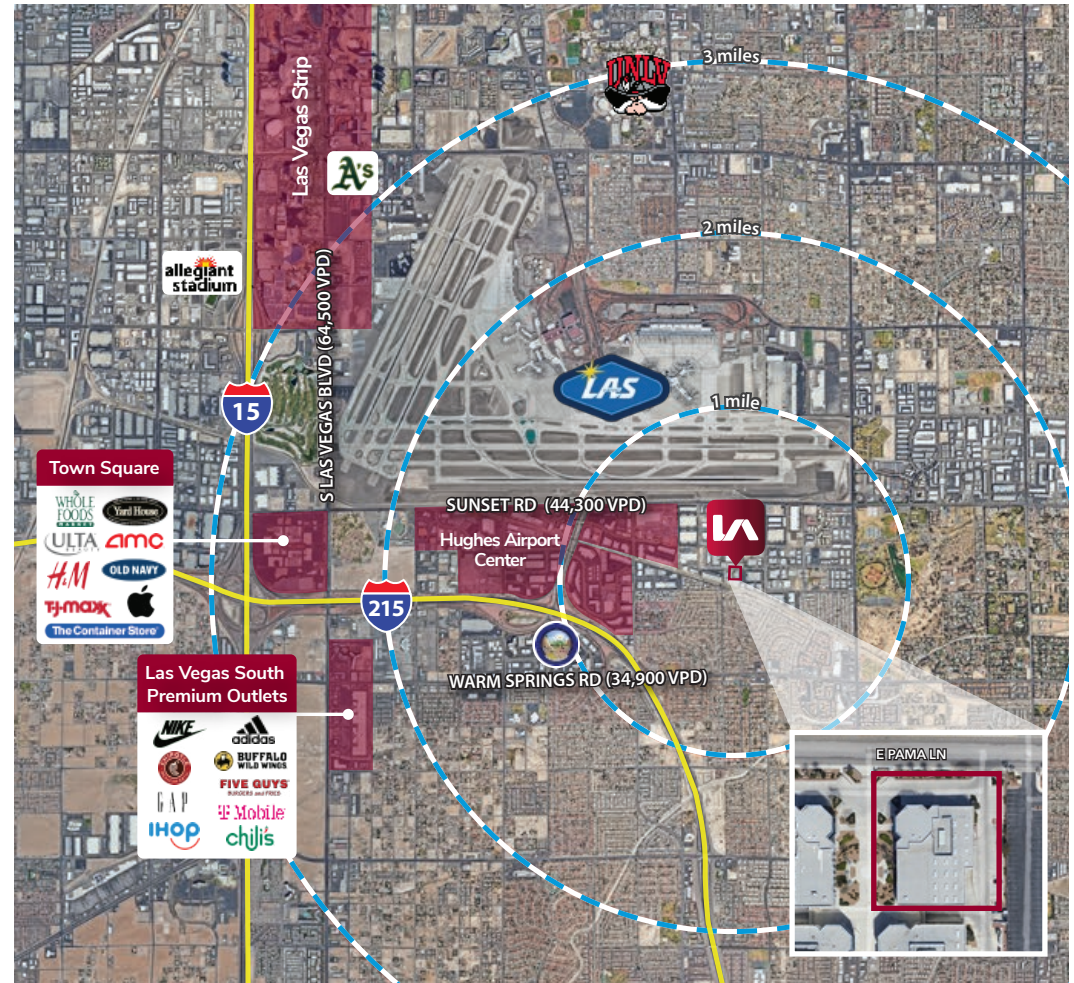 3 miles
UNLV
Las Vegas Strip
A's
2 miles
allegiant
stadium
S LAS VEGAS BLVD (64,500 VPD)
LAS
15
1 mile
Town Square
WHOLE
FOODS
MARKET
Yard House
ULTA
BEAUTY
amc
H&M
OLD NAVY
T·J·maxx
The Container Store
SUNSET RD (44,300 VPD)
Hughes Airport
Center
LA
215
WARM SPRINGS RD (34,900 VPD)
Las Vegas South
Premium Outlets
NIKE
adidas
CHIPOTLE
BUFFALO
WILD WINGS
FIVE GUYS
BURGERS and FRIES
GAP
T Mobile
IHOP
chili's
E PAMA LN